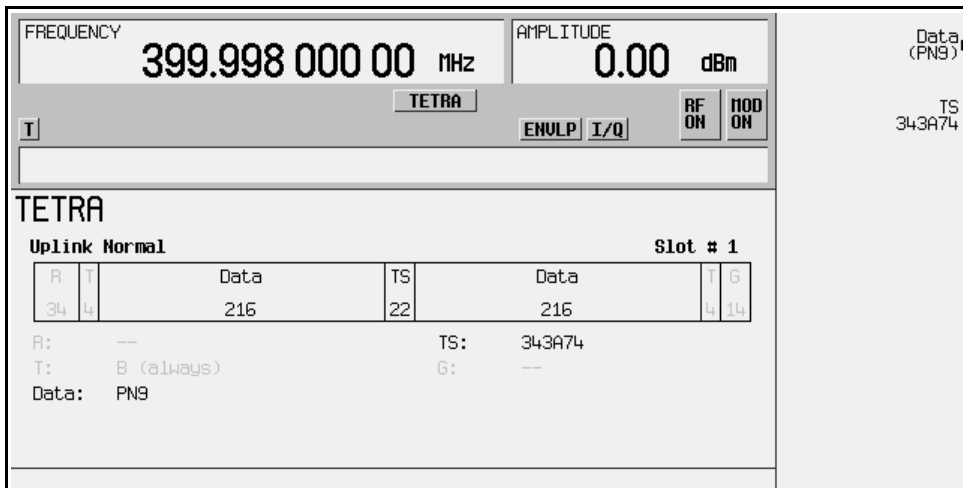 FREQUENCY
399.998 000 00 MHz
AMPLITUDE
0.00 dBm
TETRA
T
ENVLP I/Q
RF ON
MOD ON
Data
(PN9)
TS
343A74
TETRA
Uplink Normal
Slot # 1
R T Data TS Data T G
34 4 216 22 216 4 14
R: --
TS: 343A74
T: B (always)
G: --
Data: PN9